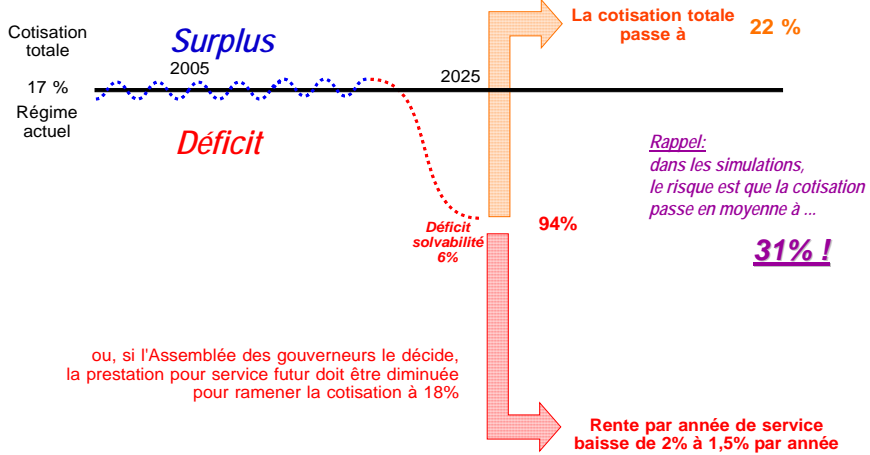 Cotisation
totale
17 %
Régime
actuel
Surplus
2005
Déficit
2025
La cotisation totale
passe à
22 %
Rappel:
dans les simulations,
le risque est que la cotisation
passe en moyenne à ...
31% !
Déficit
solvabilité
6%
94%
ou, si l'Assemblée des gouverneurs le décide,
la prestation pour service futur doit être diminuée
pour ramener la cotisation à 18%
Rente par année de service
baisse de 2% à 1,5% par année